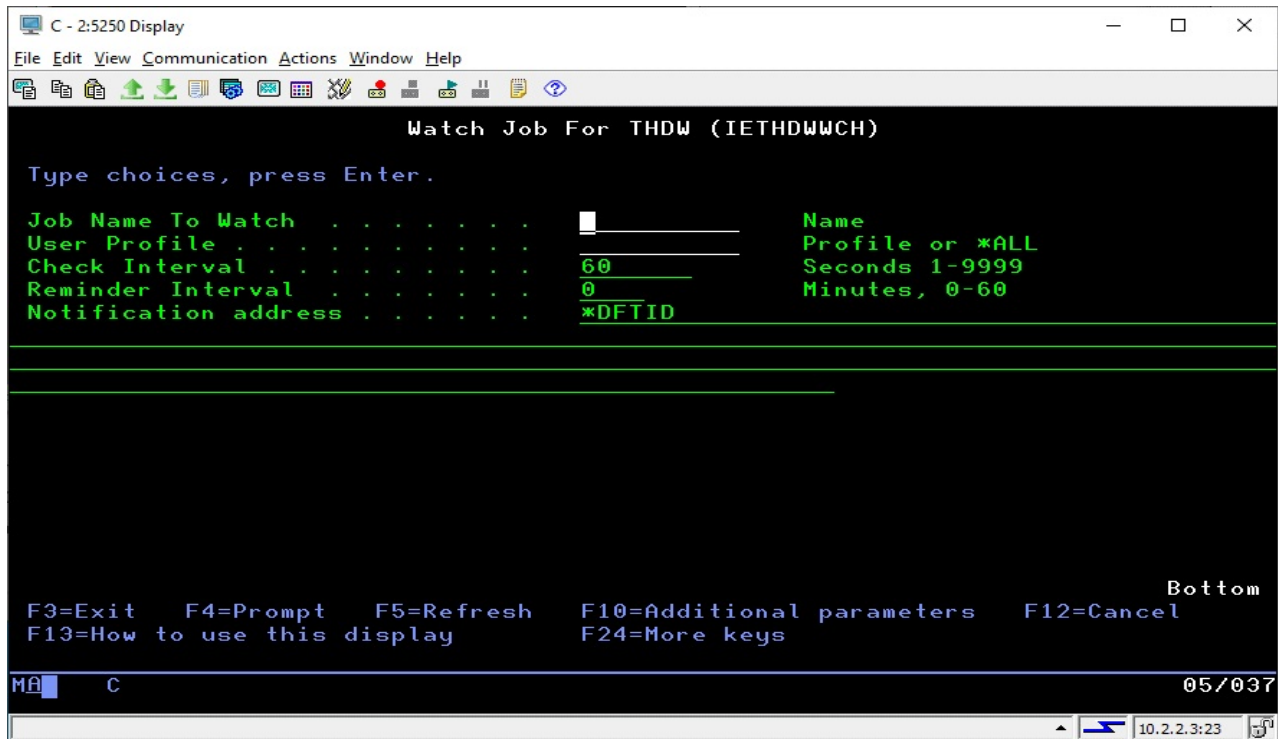 C - 2:5250 Display
File Edit View Communication Actions Window Help
Watch Job For THDW (IETHDWWCH)
Type choices, press Enter.
Job Name To Watch . . . . . . . Name
User Profile . . . . . . . . . . Profile or *ALL
Check Interval . . . . . . . . . 60 Seconds 1-9999
Reminder Interval . . . . . . . 0 Minutes, 0-60
Notification address . . . . . . *DFTID
Bottom
F3=Exit F4=Prompt F5=Refresh F10=Additional parameters F12=Cancel
F13=How to use this display F24=More keys
MA C 05/037
10.2.2.3:23